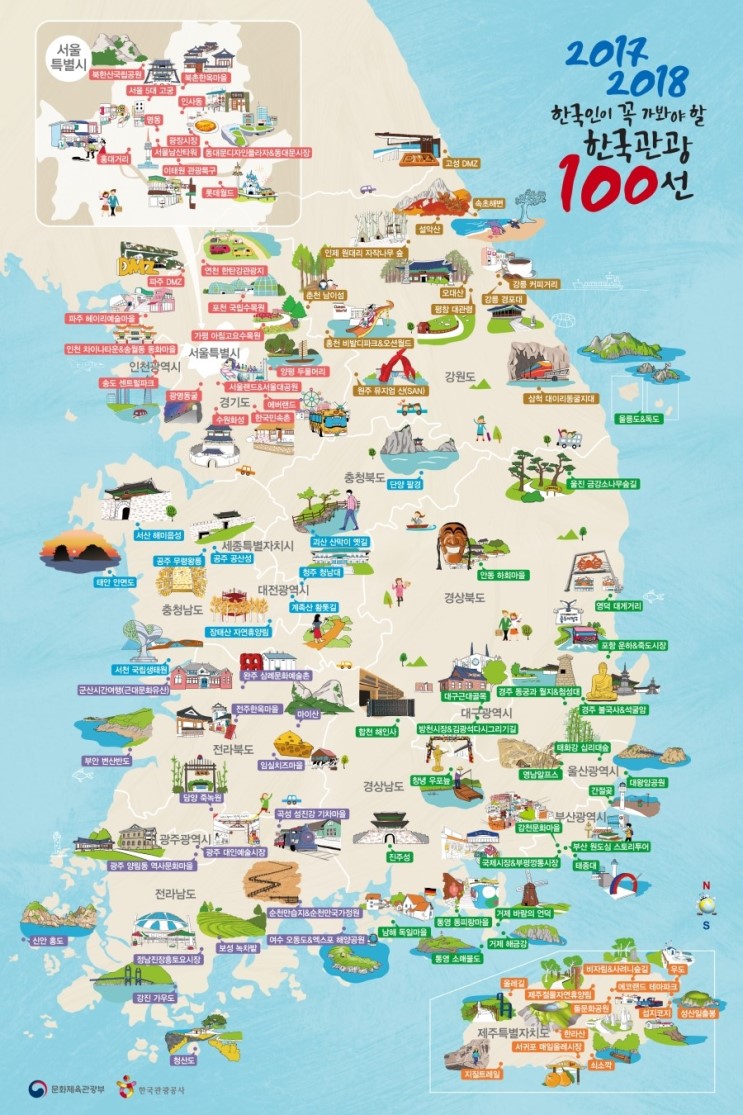 2017
2018
한국인이 꼭 가봐야 할
한국관광
100선
서울
특별시
북한산국립공원
북촌한옥마을
서울 5대 고궁
인사동
명동
광장시장
서울남산타워
동대문디자인플라자&동대문시장
홍대거리
이태원 관광특구
롯데월드
고성 DMZ
속초해변
설악산
인제 원대리 자작나무 숲
강릉 커피거리
오대산
강릉 경포대
춘천 남이섬
평창 대관령
홍천 비발디파크&오션월드
원주 뮤지엄 산(SAN)
강원도
삼척 대이리동굴지대
울릉도&독도
DMZ
파주 DMZ
연천 한탄강관광지
포천 국립수목원
파주 헤이리예술마을
가평 아침고요수목원
인천 차이나타운&송월동 동화마을
서울특별시
인천광역시
양평 두물머리
송도 센트럴파크
서울랜드&서울대공원
광명동굴
경기도
에버랜드
수원화성
한국민속촌
충청북도
단양 팔경
울진 금강소나무숲길
서산 해미읍성
괴산 산막이 옛길
세종특별자치시
공주 무령왕릉
공주 공산성
태안 안면도
청주 청남대
안동 하회마을
대전광역시
계족산 황톳길
충청남도
장태산 자연휴양림
경상북도
영덕 대게거리
포항 운하&죽도시장
서천 국립생태원
완주 삼례문화예술촌
군산시간여행(근대문화유산)
전주한옥마을
마이산
대구근대골목
경주 동궁과 월지&첨성대
경주 불국사&석굴암
대구광역시
합천 해인사
방천시장&김광석다시그리기길
태화강 십리대숲
전라북도
부안 변산반도
임실치즈마을
영남알프스
울산광역시
대왕암공원
경상남도
창녕 우포늪
간절곶
담양 죽녹원
곡성 섬진강 기차마을
부산광역시
감천문화마을
광주광역시
광주 대인예술시장
부산 원도심 스토리투어
진주성
광주 양림동 역사문화마을
국제시장&부평깡통시장
태종대
전라남도
순천만습지&순천만국가정원
거제 바람의 언덕
통영 동피랑마을
남해 독일마을
신안 홍도
보성 녹차밭
여수 오동도&엑스포 해양공원
거제 해금강
정남진장흥토요시장
통영 소매물도
강진 가우도
청산도
N
S
비자림&사려니숲길
우도
올레길
에코랜드 테마파크
제주절물자연휴양림
돌문화공원
섭지코지
성산일출봉
제주특별자치도
한라산
서귀포 매일올레시장
쇠소깍
지질트레일
문화체육관광부
한국관광공사